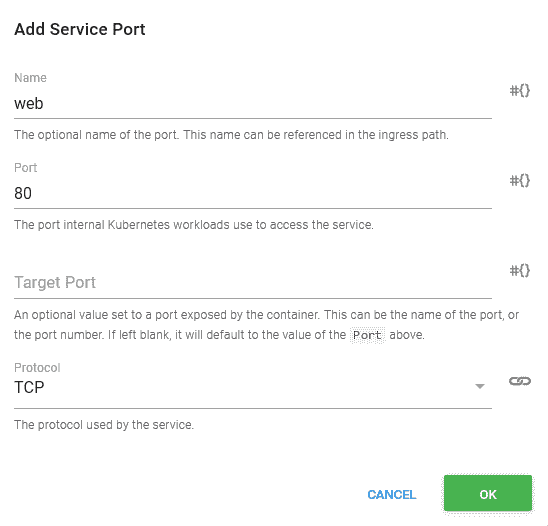 Add Service Port
Name
web
#{}
The optional name of the port. This name can be referenced in the ingress path.
Port
80
#{}
The port internal Kubernetes workloads use to access the service.
Target Port
#{}
An optional value set to a port exposed by the container. This can be the name of the port, or
the port number. If left blank, it will default to the value of the Port above.
Protocol
TCP
The protocol used by the service.
CANCEL
OK